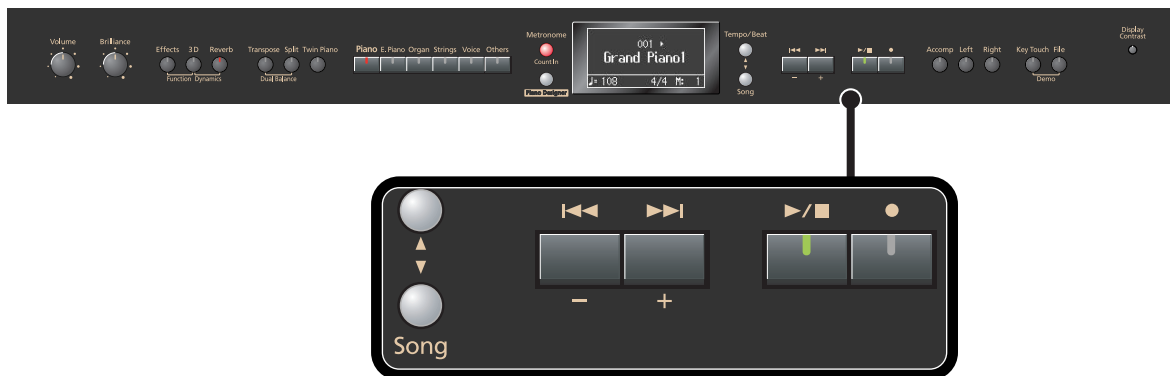 Volume
Brilliance
Effects 3D Reverb
Function Dynamics
Transpose Split Twin Piano
Dual Balance
Piano E. Piano Organ Strings Voice Others
Metronome
Count In
Piano Designer
001 ▸
Grand Piano1
♩= 108 4/4 M: 1
Tempo/Beat
▲
▼
Song
|◀◀ ▶▶|
− +
▶/■ ●
Accomp Left Right
Key Touch File
Demo
Display
Contrast
|◀◀ ▶▶| ▶/■ ●
▲
▼
− +
Song